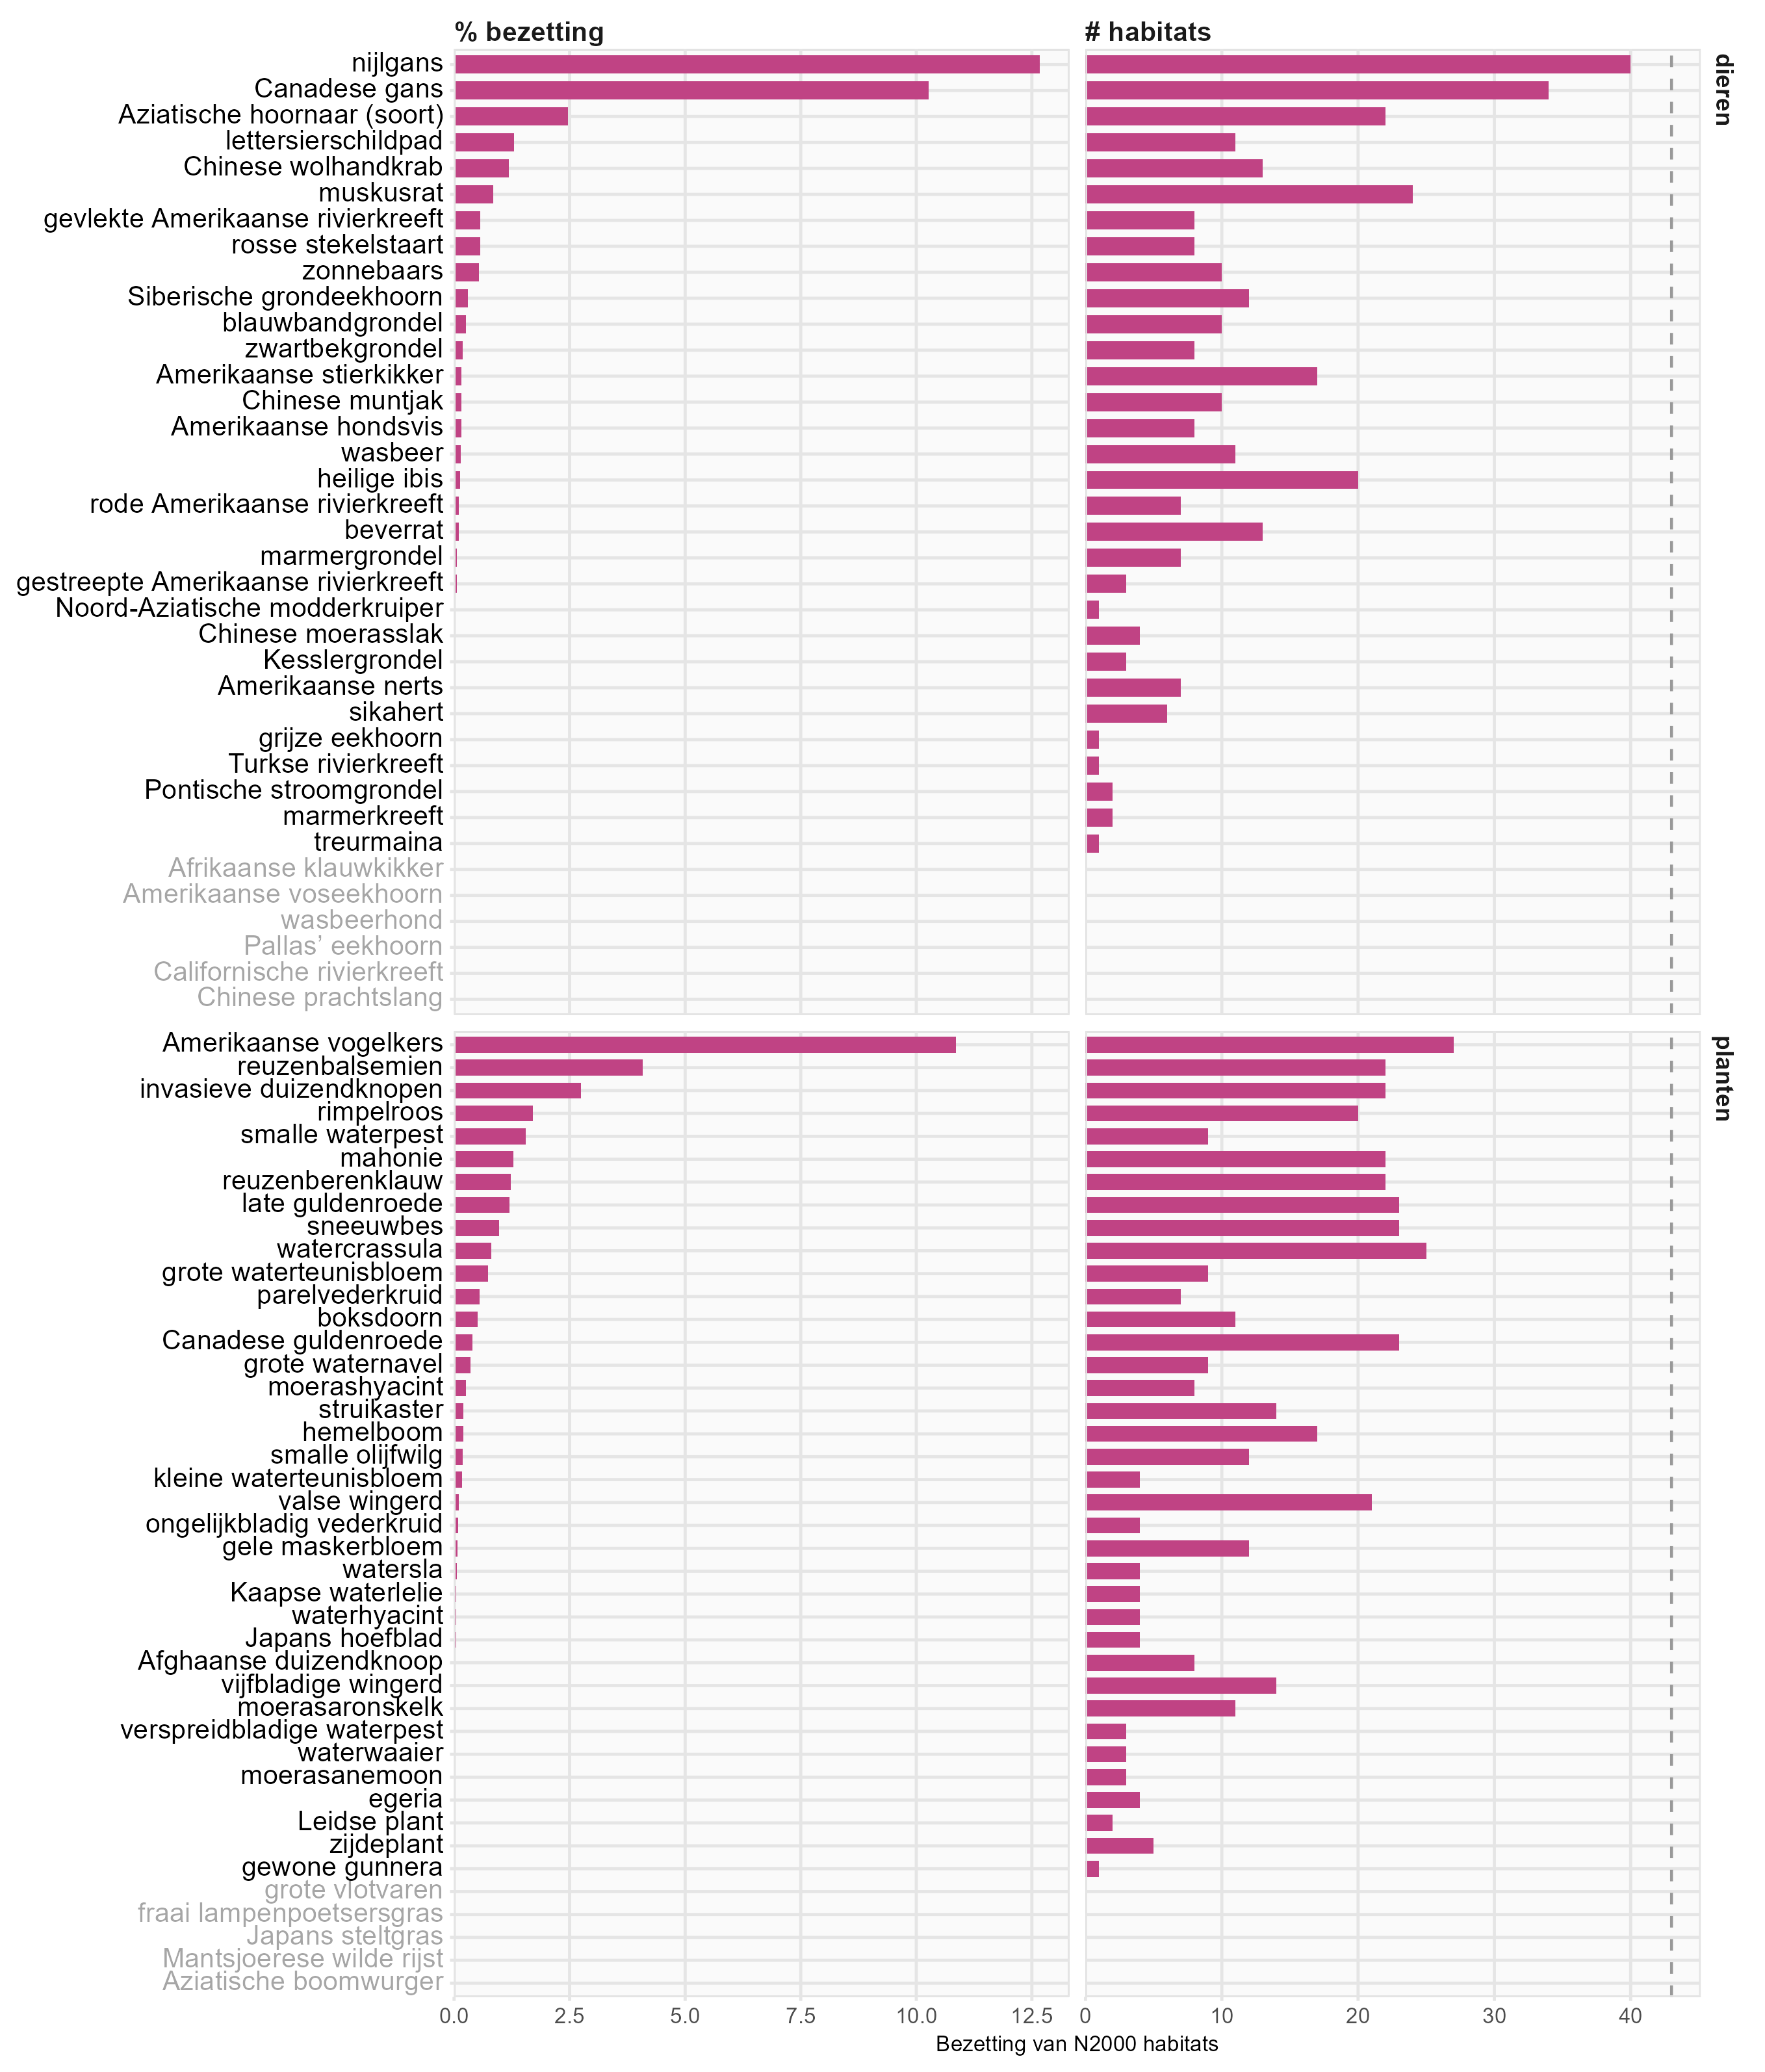 % bezetting
# habitats
dieren
nijlgans
Canadese gans
Aziatische hoornaar (soort)
lettersierschildpad
Chinese wolhandkrab
muskusrat
gevlekte Amerikaanse rivierkreeft
rosse stekelstaart
zonnebaars
Siberische grondeekhoorn
blauwbandgrondel
zwartbekgrondel
Amerikaanse stierkikker
Chinese muntjak
Amerikaanse hondsvis
wasbeer
heilige ibis
rode Amerikaanse rivierkreeft
beverrat
marmergrondel
gestreepte Amerikaanse rivierkreeft
Noord-Aziatische modderkruiper
Chinese moerasslak
Kesslergrondel
Amerikaanse nerts
sikahert
grijze eekhoorn
Turkse rivierkreeft
Pontische stroomgrondel
marmerkreeft
treurmaina
Afrikaanse klauwkikker
Amerikaanse voseekhoorn
wasbeerhond
Pallas’ eekhoorn
Californische rivierkreeft
Chinese prachtslang
planten
Amerikaanse vogelkers
reuzenbalsemien
invasieve duizendknopen
rimpelroos
smalle waterpest
mahonie
reuzenberenklauw
late guldenroede
sneeuwbes
watercrassula
grote waterteunisbloem
parelvederkruid
boksdoorn
Canadese guldenroede
grote waternavel
moerashyacint
struikaster
hemelboom
smalle olijfwilg
kleine waterteunisbloem
valse wingerd
ongelijkbladig vederkruid
gele maskerbloem
watersla
Kaapse waterlelie
waterhyacint
Japans hoefblad
Afghaanse duizendknoop
vijfbladige wingerd
moerasaronskelk
verspreidbladige waterpest
waterwaaier
moerasanemoon
egeria
Leidse plant
zijdeplant
gewone gunnera
grote vlotvaren
fraai lampenpoetsersgras
Japans steltgras
Mantsjoerese wilde rijst
Aziatische boomwurger
0.0 2.5 5.0 7.5 10.0 12.5
0 10 20 30 40
Bezetting van N2000 habitats